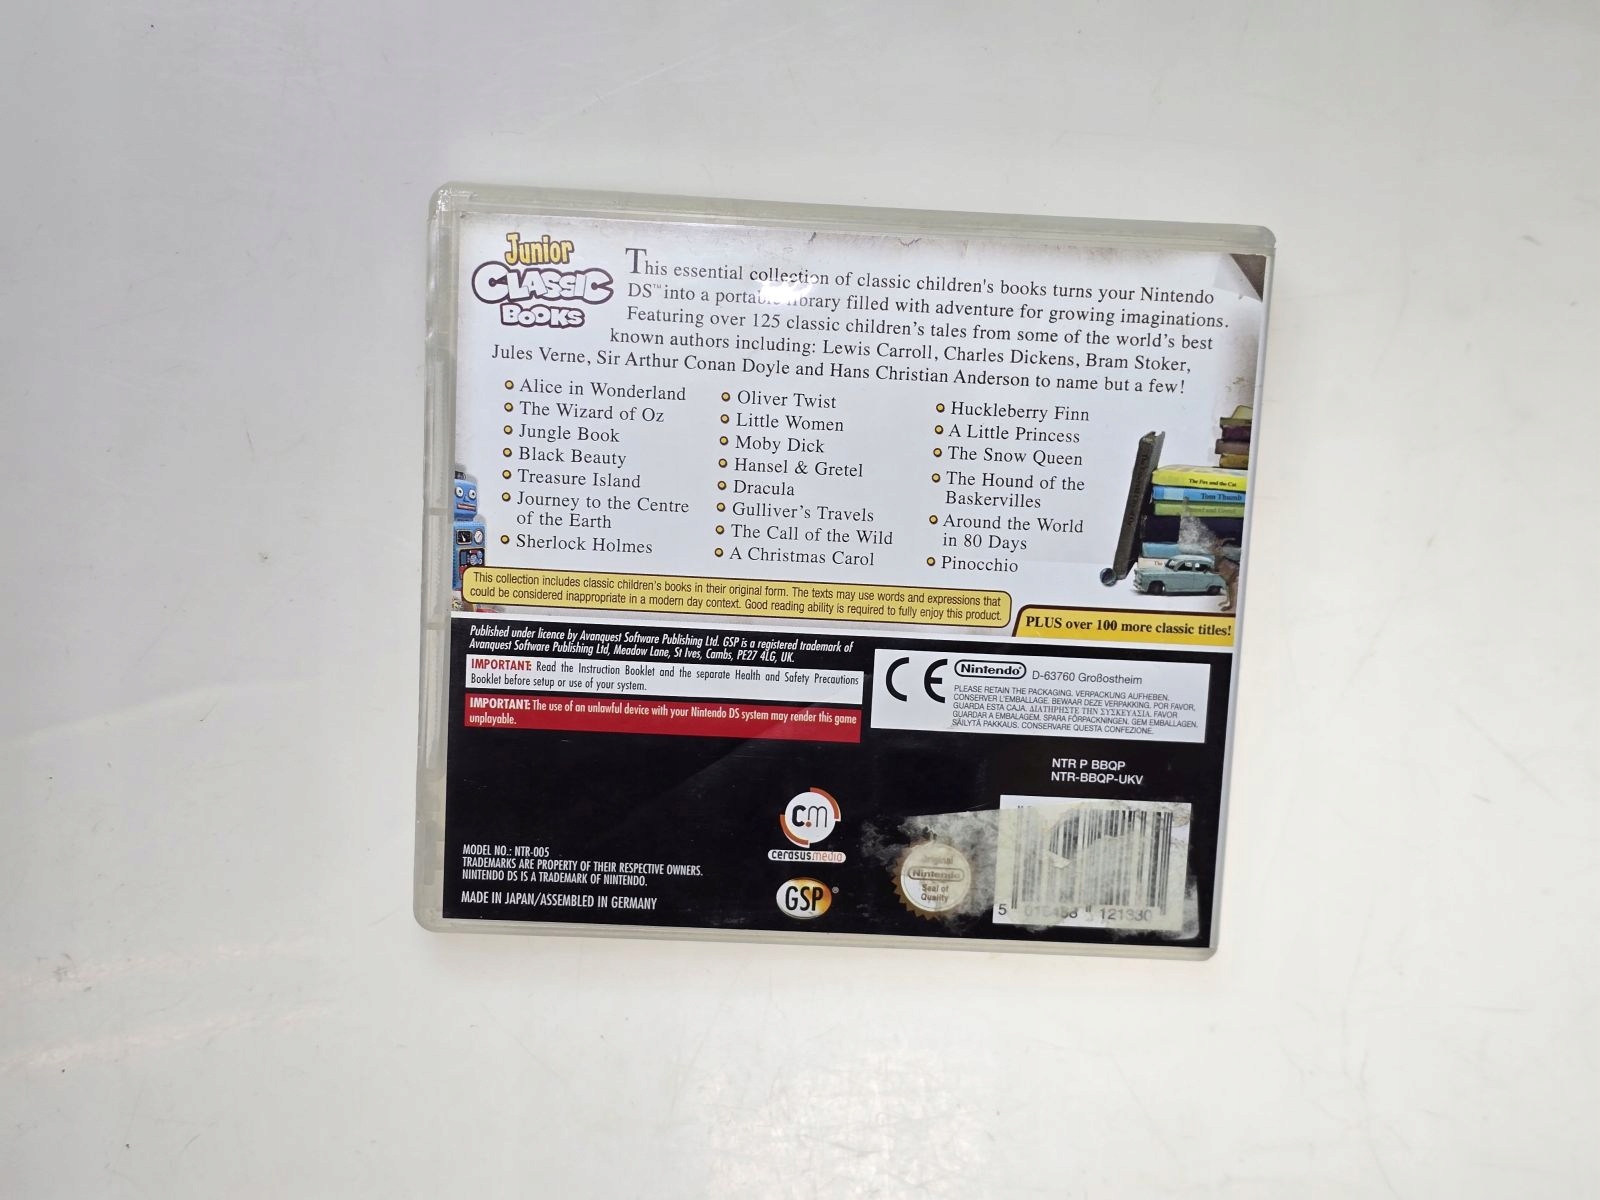 Junior
CLASSIC
BOOKS
This essential collection of classic children's books turns your Nintendo
DS™ into a portable library filled with adventure for growing imaginations.
Featuring over 125 classic children's tales from some of the world's best
known authors including: Lewis Carroll, Charles Dickens, Bram Stoker,
Jules Verne, Sir Arthur Conan Doyle and Hans Christian Anderson to name but a few!
Alice in Wonderland
The Wizard of Oz
Jungle Book
Black Beauty
Treasure Island
Journey to the Centre
of the Earth
Sherlock Holmes
Oliver Twist
Little Women
Moby Dick
Hansel & Gretel
Dracula
Gulliver's Travels
The Call of the Wild
A Christmas Carol
Huckleberry Finn
A Little Princess
The Snow Queen
The Hound of the
Baskervilles
Around the World
in 80 Days
Pinocchio
The Fox and the Cat
Tom Thumb
This collection includes classic children's books in their original form. The texts may use words and expressions that
could be considered inappropriate in a modern day context. Good reading ability is required to fully enjoy this product.
PLUS over 100 more classic titles!
Published under licence by Avanquest Software Publishing Ltd. GSP is a registered trademark of
Avanquest Software Publishing Ltd, Meadow Lane, St Ives, Cambs, PE27 4LG, UK.
IMPORTANT: Read the Instruction Booklet and the separate Health and Safety Precautions
Booklet before setup or use of your system.
IMPORTANT: The use of an unlawful device with your Nintendo DS system may render this game
unplayable.
CE
Nintendo® D-63760 Großostheim
PLEASE RETAIN THE PACKAGING. VERPACKUNG AUFHEBEN.
CONSERVER L'EMBALLAGE. BEWAAR DEZE VERPAKKING. POR FAVOR,
GUARDA ESTA CAJA. ΔΙΑΤΗΡΗΣΤΕ ΤΗΝ ΣΥΣΚΕΥΑΣΙΑ. FAVOR
GUARDAR A EMBALAGEM. SPARA FÖRPACKNINGEN. GEM EMBALLAGEN.
SÄILYTÄ PAKKAUS. CONSERVARE QUESTA CONFEZIONE.
NTR P BBQP
NTR-BBQP-UKV
cm
cerasusmedia
GSP®
Original
Nintendo
Seal of
Quality
MODEL NO.: NTR-005
TRADEMARKS ARE PROPERTY OF THEIR RESPECTIVE OWNERS.
NINTENDO DS IS A TRADEMARK OF NINTENDO.
MADE IN JAPAN/ASSEMBLED IN GERMANY
5 121330